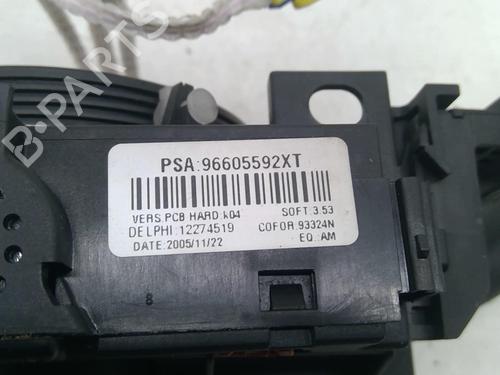 PSA:96605592XT
VERS.PCB HARD:k04 SOFT:3.53
DELPHI:12274519 COFOR:93324N
DATE:2005/11/22 EQ.:AM
8
B-PARTS